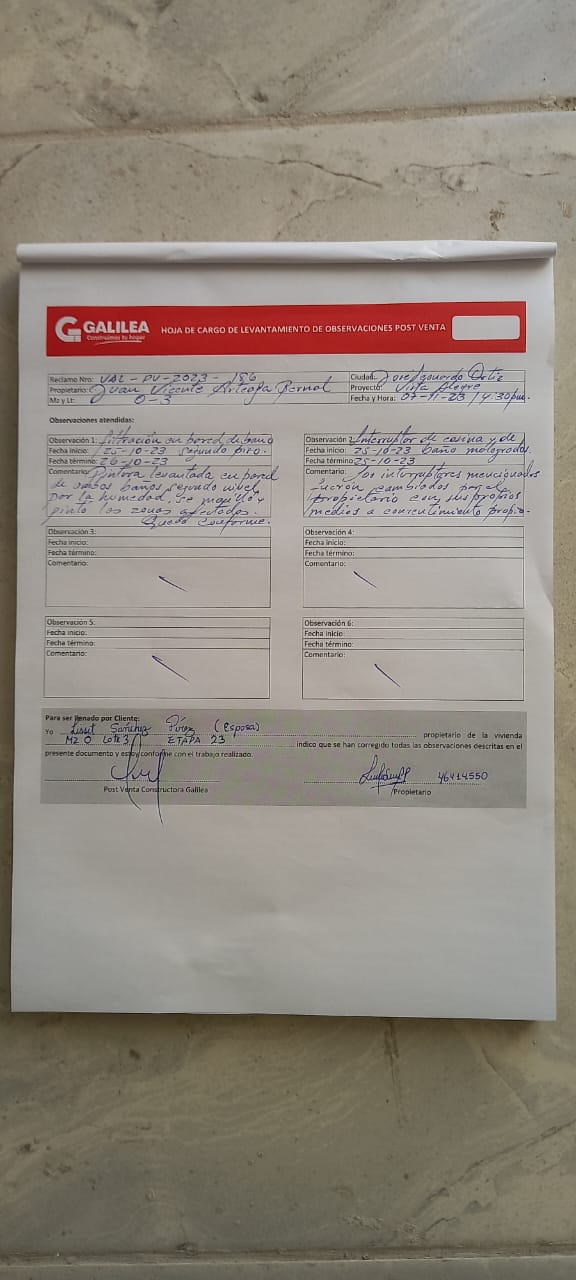 GALILEA
Construimos tu hogar
HOJA DE CARGO DE LEVANTAMIENTO DE OBSERVACIONES POST VENTA
Reclamo Nro: VAL-PV-2023-186
Ciudad: Jose Izquierdo Ortiz
Propietario: Juan Vicente Arteaga Bernal
Proyecto: Vista Alegre
Mz y Lt: O-3
Fecha y Hora: 07-11-23 / 4:30pm.
Observaciones atendidas:
Observación 1: filtración en pared de baño
Fecha inicio: 25-10-23 segundo piso.
Fecha término: 26-10-23
Comentario: Pintura levantada en pared
de ambos baños segundo nivel
por la humedad, se masilló,
pintó las zonas afectadas.
Quedó conforme.
Observación 2: Interruptor de cocina y de
Fecha inicio: 25-10-23 baño malogrados.
Fecha término: 25-10-23
Comentario: Los interruptores mencionados
fueron cambiados por el
propietario con sus propios
medios a consentimiento propio.
Observación 3:
Fecha inicio:
Fecha término:
Comentario:
Observación 4:
Fecha inicio:
Fecha término:
Comentario:
Observación 5:
Fecha inicio:
Fecha término:
Comentario:
Observación 6:
Fecha inicio:
Fecha término:
Comentario:
Para ser llenado por Cliente:
Yo Lisset Sánchez Pérez (Esposa) propietario de la vivienda
MZ O Lote 3 ETAPA 23 indico que se han corregido todas las observaciones descritas en el
presente documento y estoy conforme con el trabajo realizado.
46414550
Post Venta Constructora Galilea
Propietario